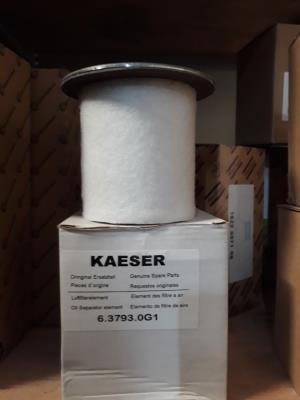 KAESER
Original Ersatzteil Genuine Spare Parts
Pieces d´origine Requestos originales
Luftfilterelement Element des filtre a air
Oil Separator element Elemento de filtro de aire
6.3793.0G1